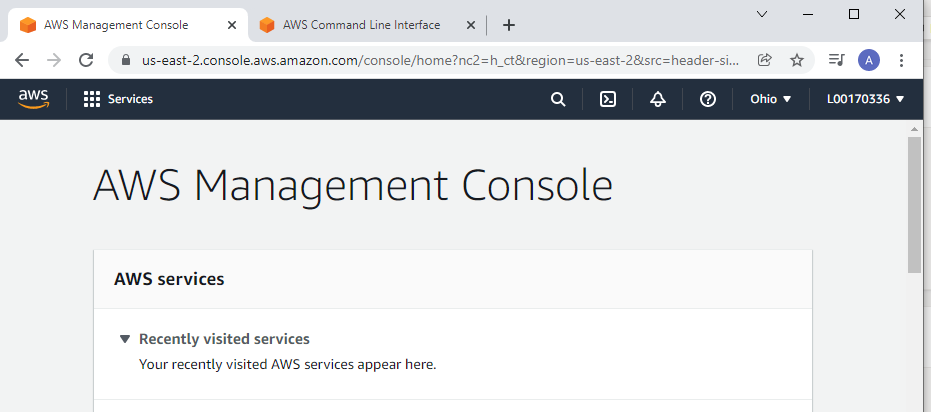 AWS Management Console
AWS Command Line Interface
us-east-2.console.aws.amazon.com/console/home?nc2=h_ct&region=us-east-2&src=header-si...
A
aws
Services
Ohio
L00170336
AWS Management Console
AWS services
Recently visited services
Your recently visited AWS services appear here.